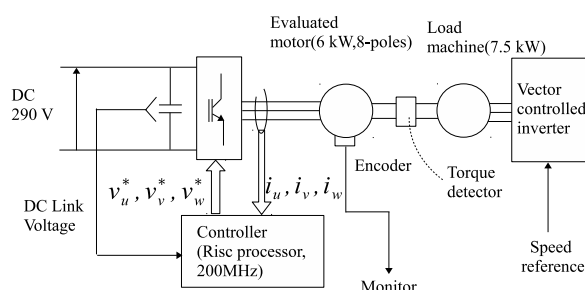 Evaluated
motor(6 kW,8-poles)
Load
machine(7.5 kW)
DC
290 V
Vector
controlled
inverter
Encoder
Torque
detector
v*u , v*v , v*w
iu , iv , iw
DC Link
Voltage
Controller
(Risc processor,
200MHz)
Speed
reference
Monitor